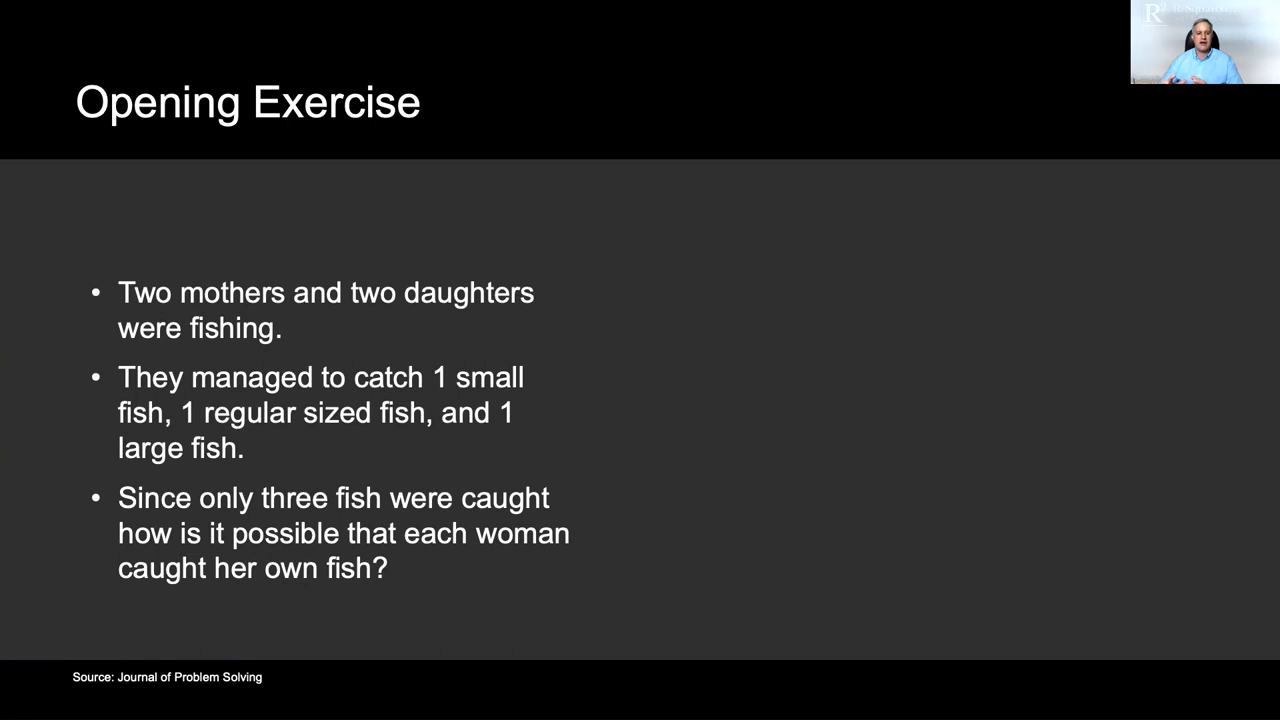 Opening Exercise
• Two mothers and two daughters
were fishing.
• They managed to catch 1 small
fish, 1 regular sized fish, and 1
large fish.
• Since only three fish were caught
how is it possible that each woman
caught her own fish?
Source: Journal of Problem Solving